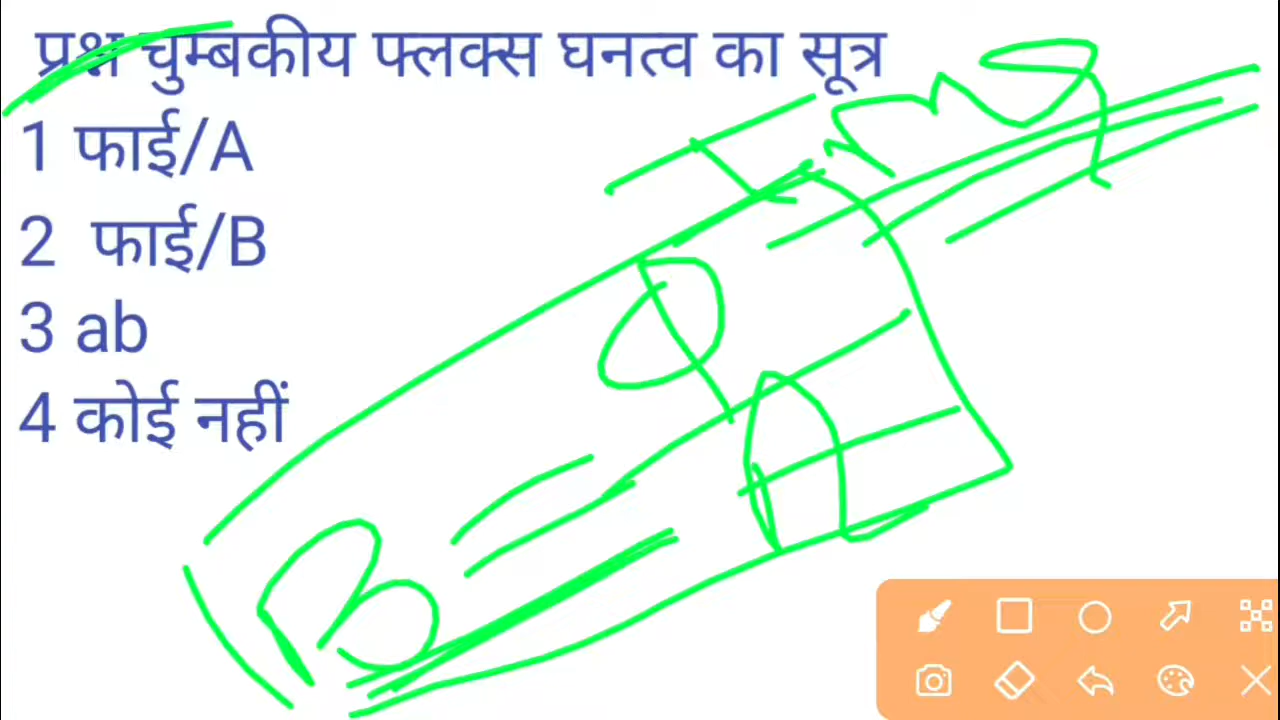 प्रश्न चुम्बकीय फ्लक्स घनत्व का सूत्र
1 फाई/A
2 फाई/B
3 ab
4 कोई नहीं
B = Φ
A